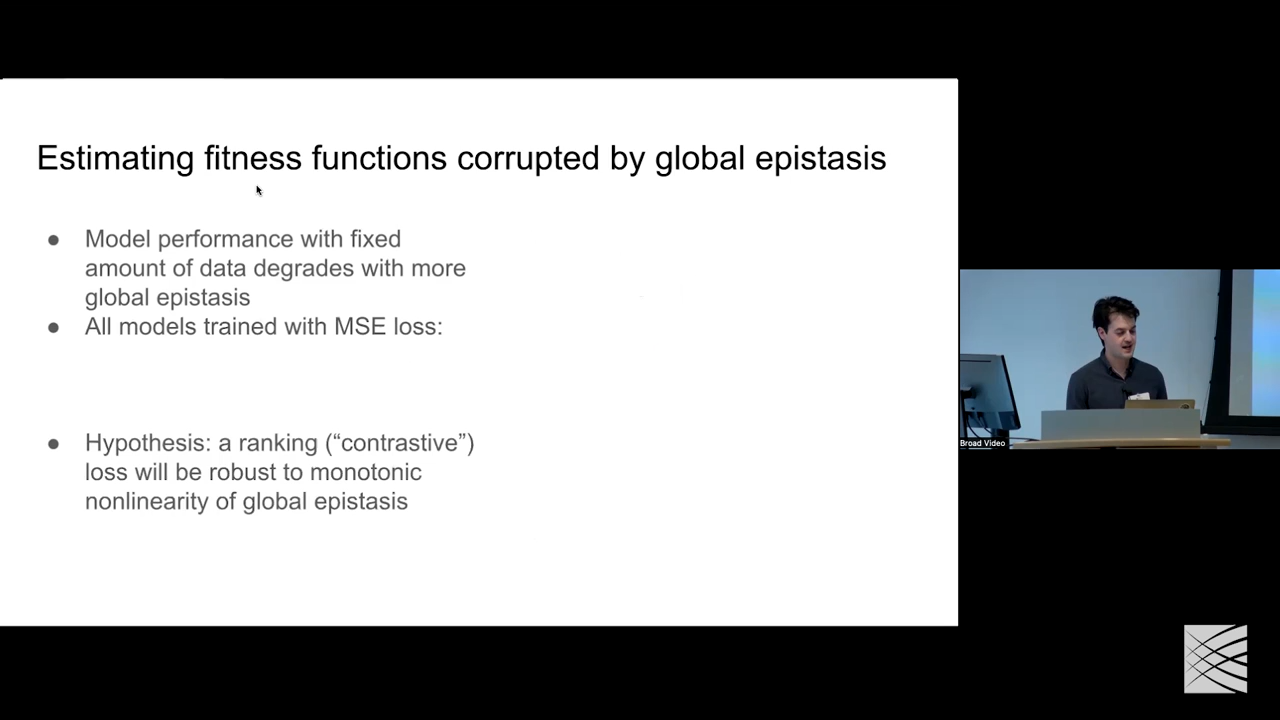 Estimating fitness functions corrupted by global epistasis
● Model performance with fixed
amount of data degrades with more
global epistasis
● All models trained with MSE loss:
● Hypothesis: a ranking (“contrastive”)
loss will be robust to monotonic
nonlinearity of global epistasis
Broad Video